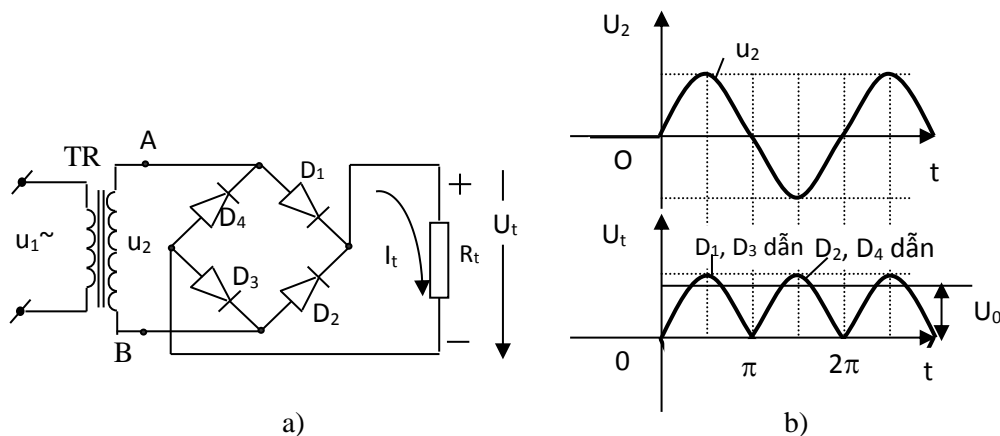 U₂
u₂
O
t
TR
A
D₁
D₄
u₁~
u₂
D₃
D₂
B
Iₜ
+
Rₜ
−
Uₜ
Uₜ
D₁, D₃ dẫn
D₂, D₄ dẫn
U₀
0
π
2π
t
a)
b)